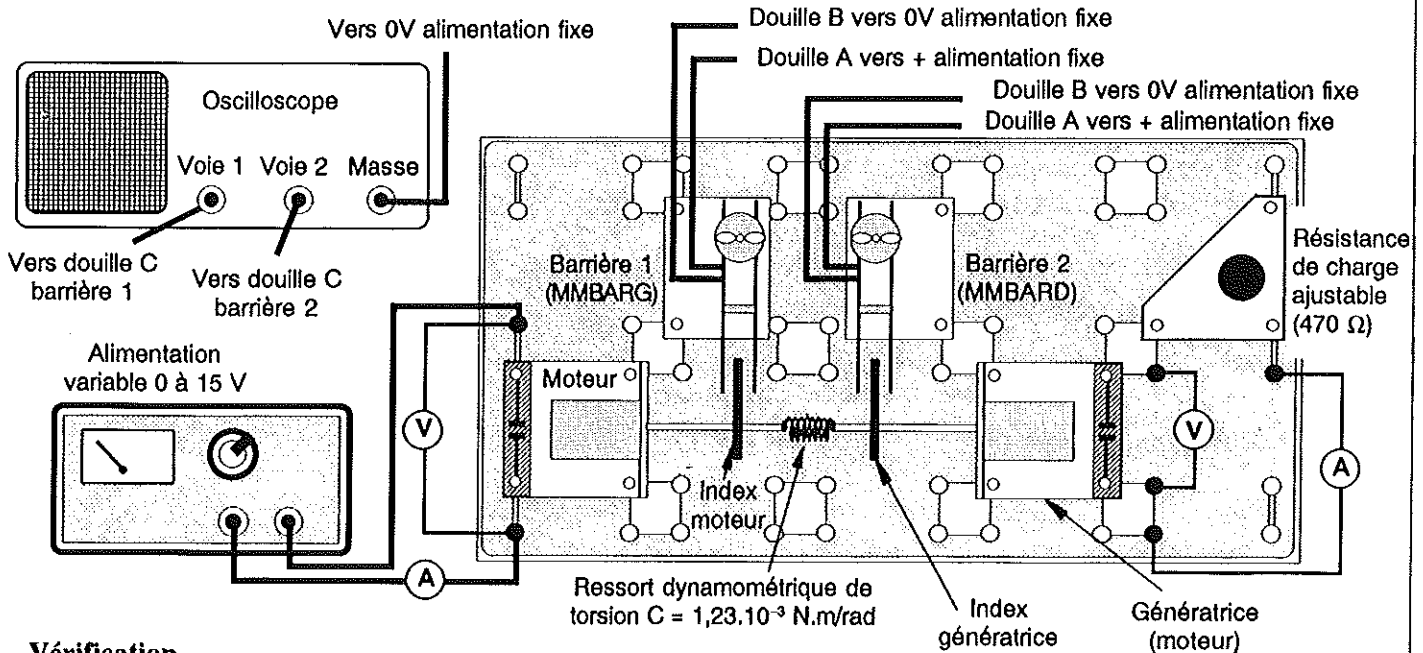 Vers 0V alimentation fixe
Douille B vers 0V alimentation fixe
Douille A vers + alimentation fixe
Douille B vers 0V alimentation fixe
Douille A vers + alimentation fixe
Oscilloscope
Voie 1 Voie 2 Masse
Vers douille C
barrière 1
Vers douille C
barrière 2
Barrière 1
(MMBARG)
Barrière 2
(MMBARD)
Résistance
de charge
ajustable
(470 Ω)
Alimentation
variable 0 à 15 V
Moteur
V
V
A
A
Index
moteur
Ressort dynamométrique de
torsion C = 1,23.10⁻³ N.m/rad
Index
génératrice
Génératrice
(moteur)
Vérification